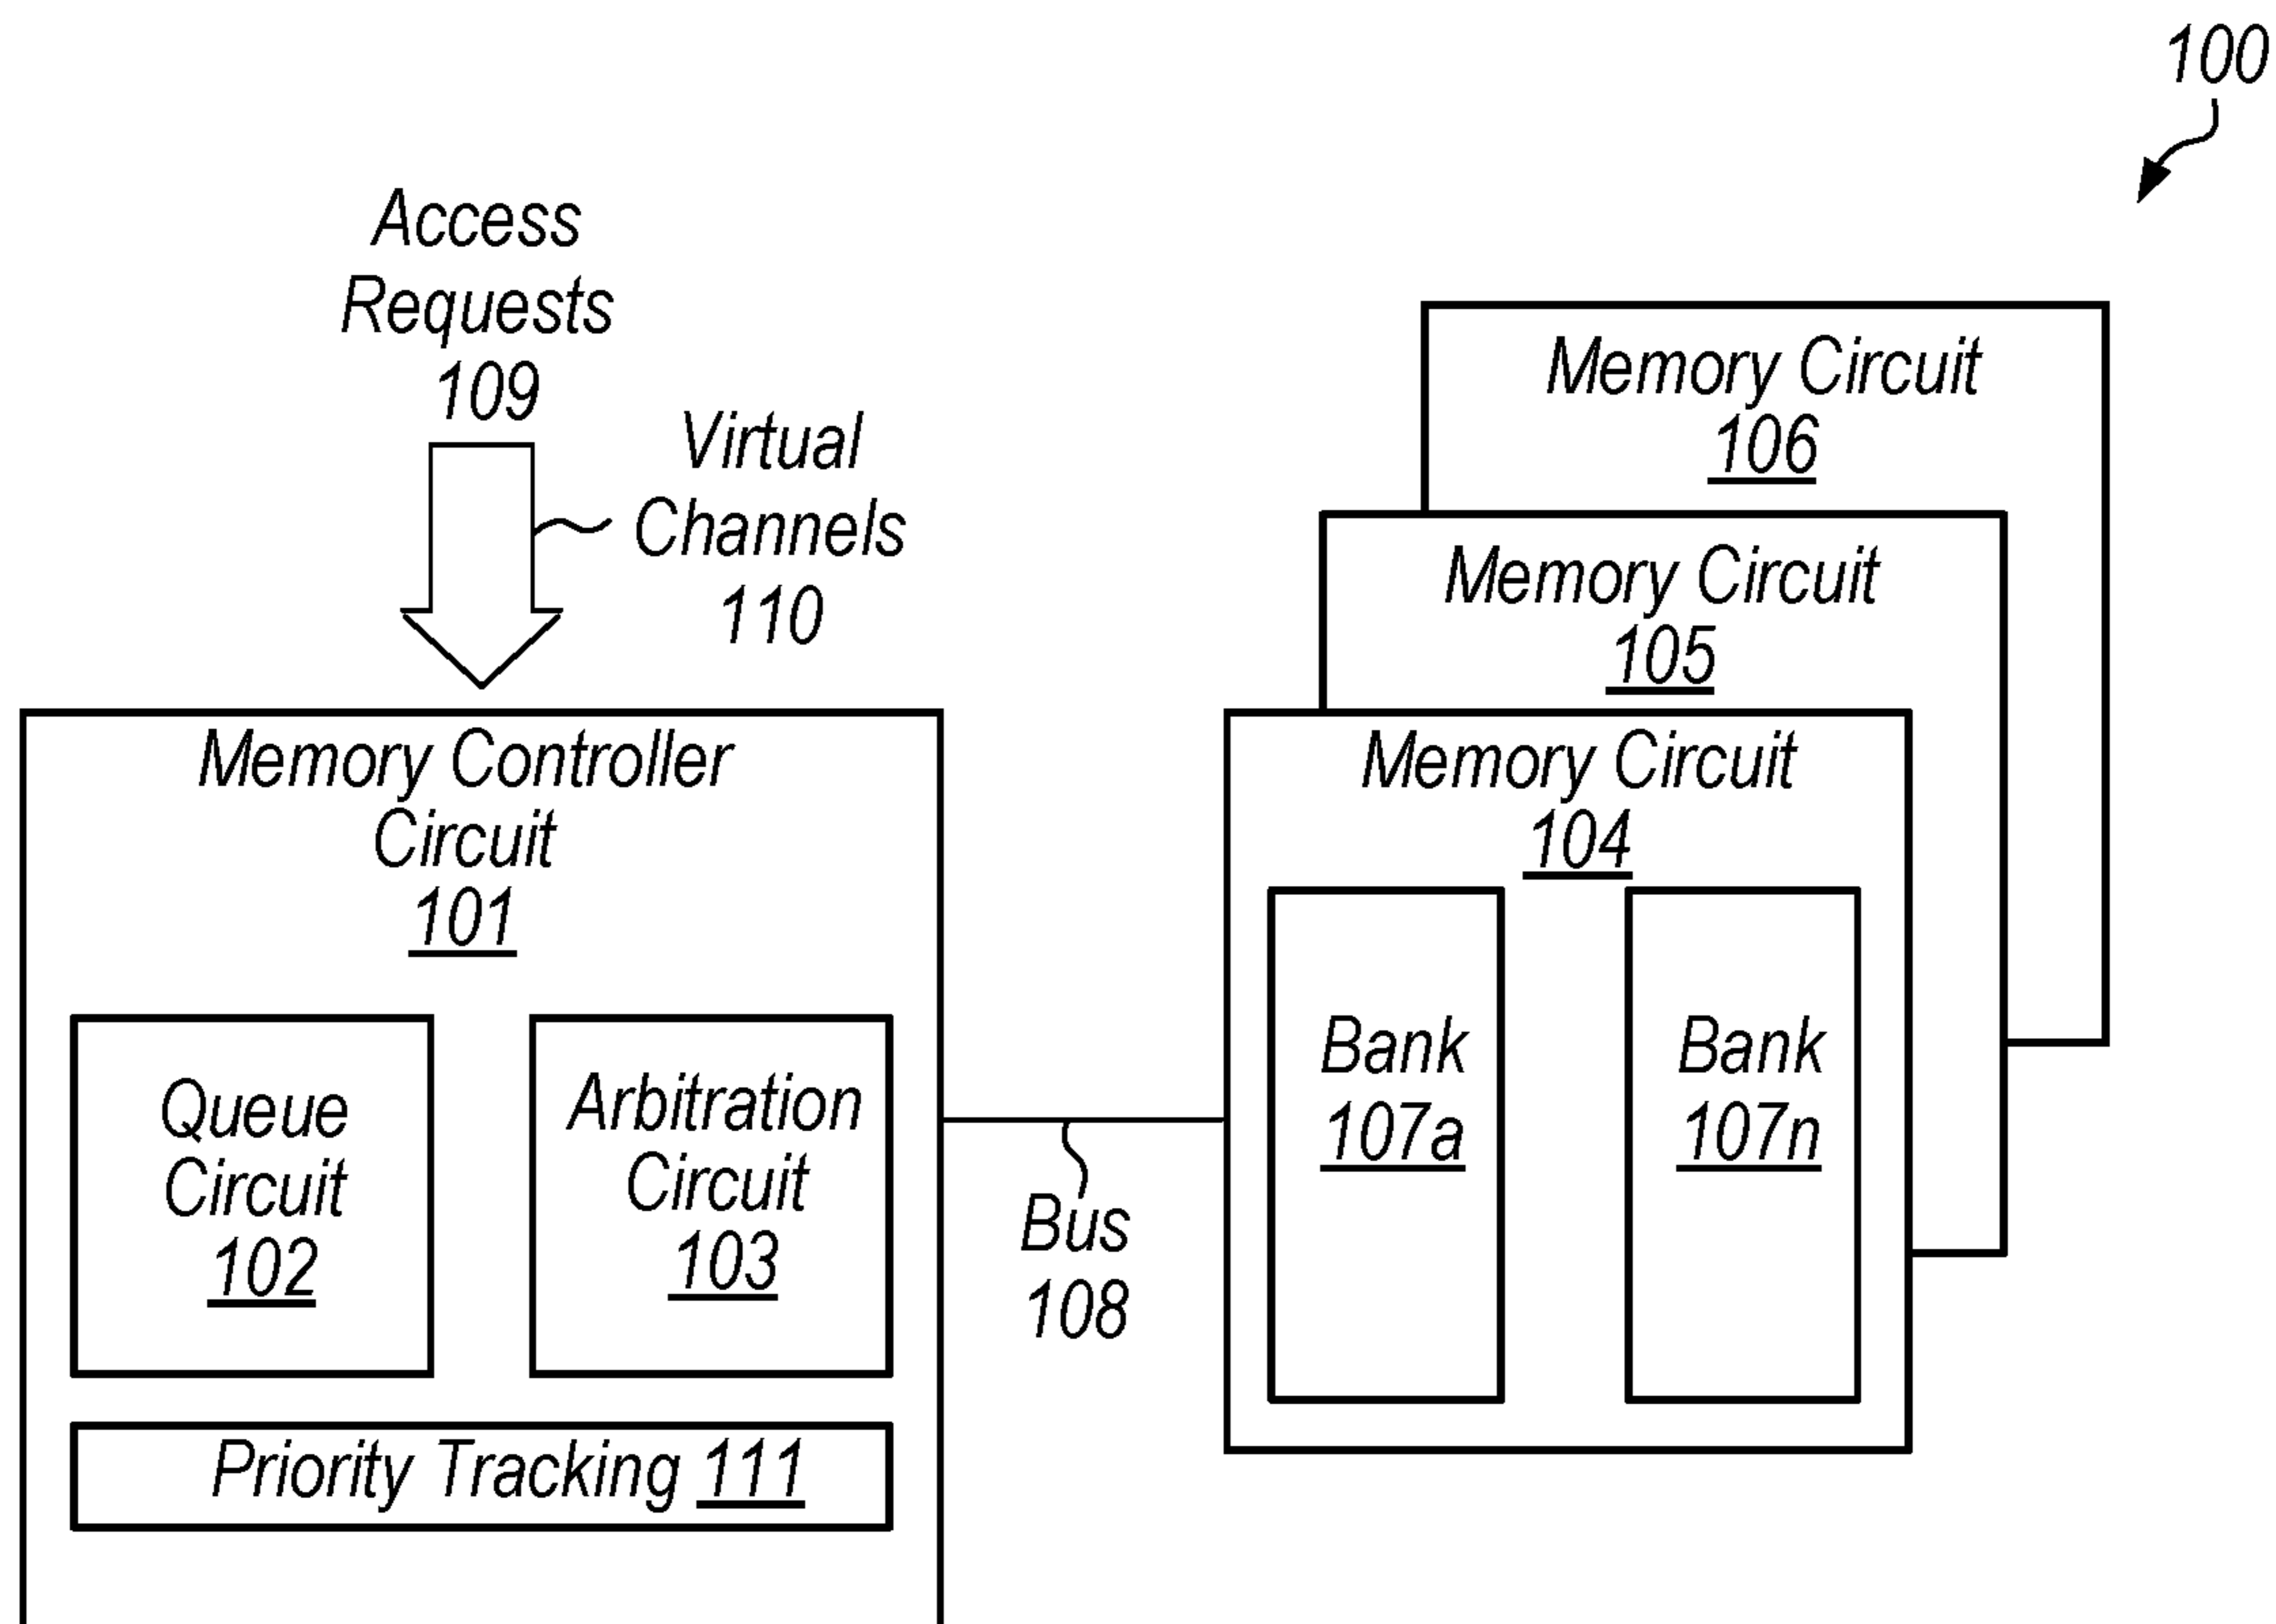 100
Access
Requests
109
Virtual
Channels
110
Memory Circuit
106
Memory Circuit
105
Memory Circuit
104
Bank
107a
Bank
107n
Memory Controller
Circuit
101
Queue
Circuit
102
Arbitration
Circuit
103
Priority Tracking 111
Bus
108